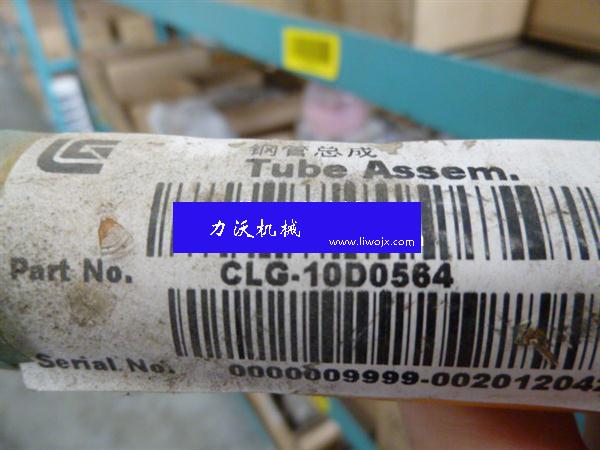 钢管总成
Tube Assem.
力沃机械
www.liwojx.com
Part No.
CLG-10D0564
Serial No.
0000009999-002012042